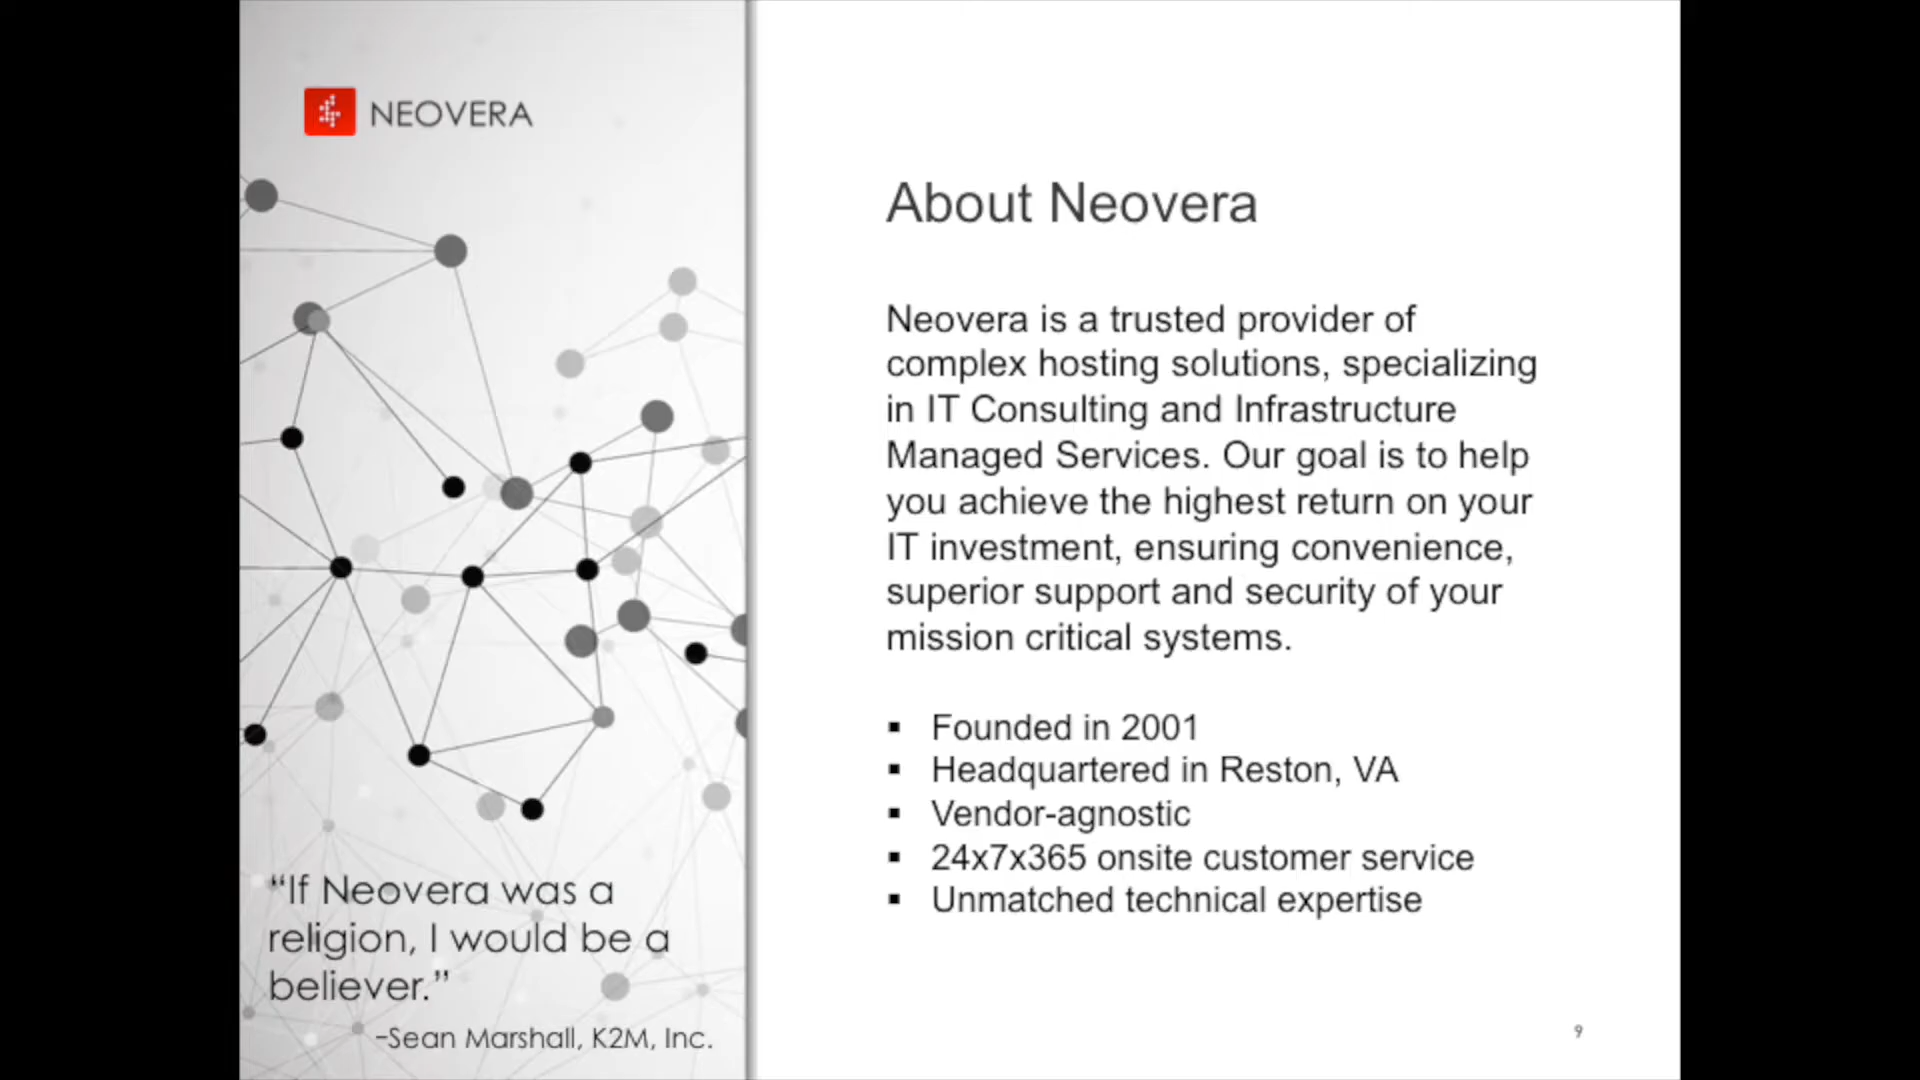 NEOVERA
“If Neovera was a
religion, I would be a
believer.”
–Sean Marshall, K2M, Inc.
About Neovera
Neovera is a trusted provider of
complex hosting solutions, specializing
in IT Consulting and Infrastructure
Managed Services. Our goal is to help
you achieve the highest return on your
IT investment, ensuring convenience,
superior support and security of your
mission critical systems.
▪ Founded in 2001
▪ Headquartered in Reston, VA
▪ Vendor-agnostic
▪ 24x7x365 onsite customer service
▪ Unmatched technical expertise
9